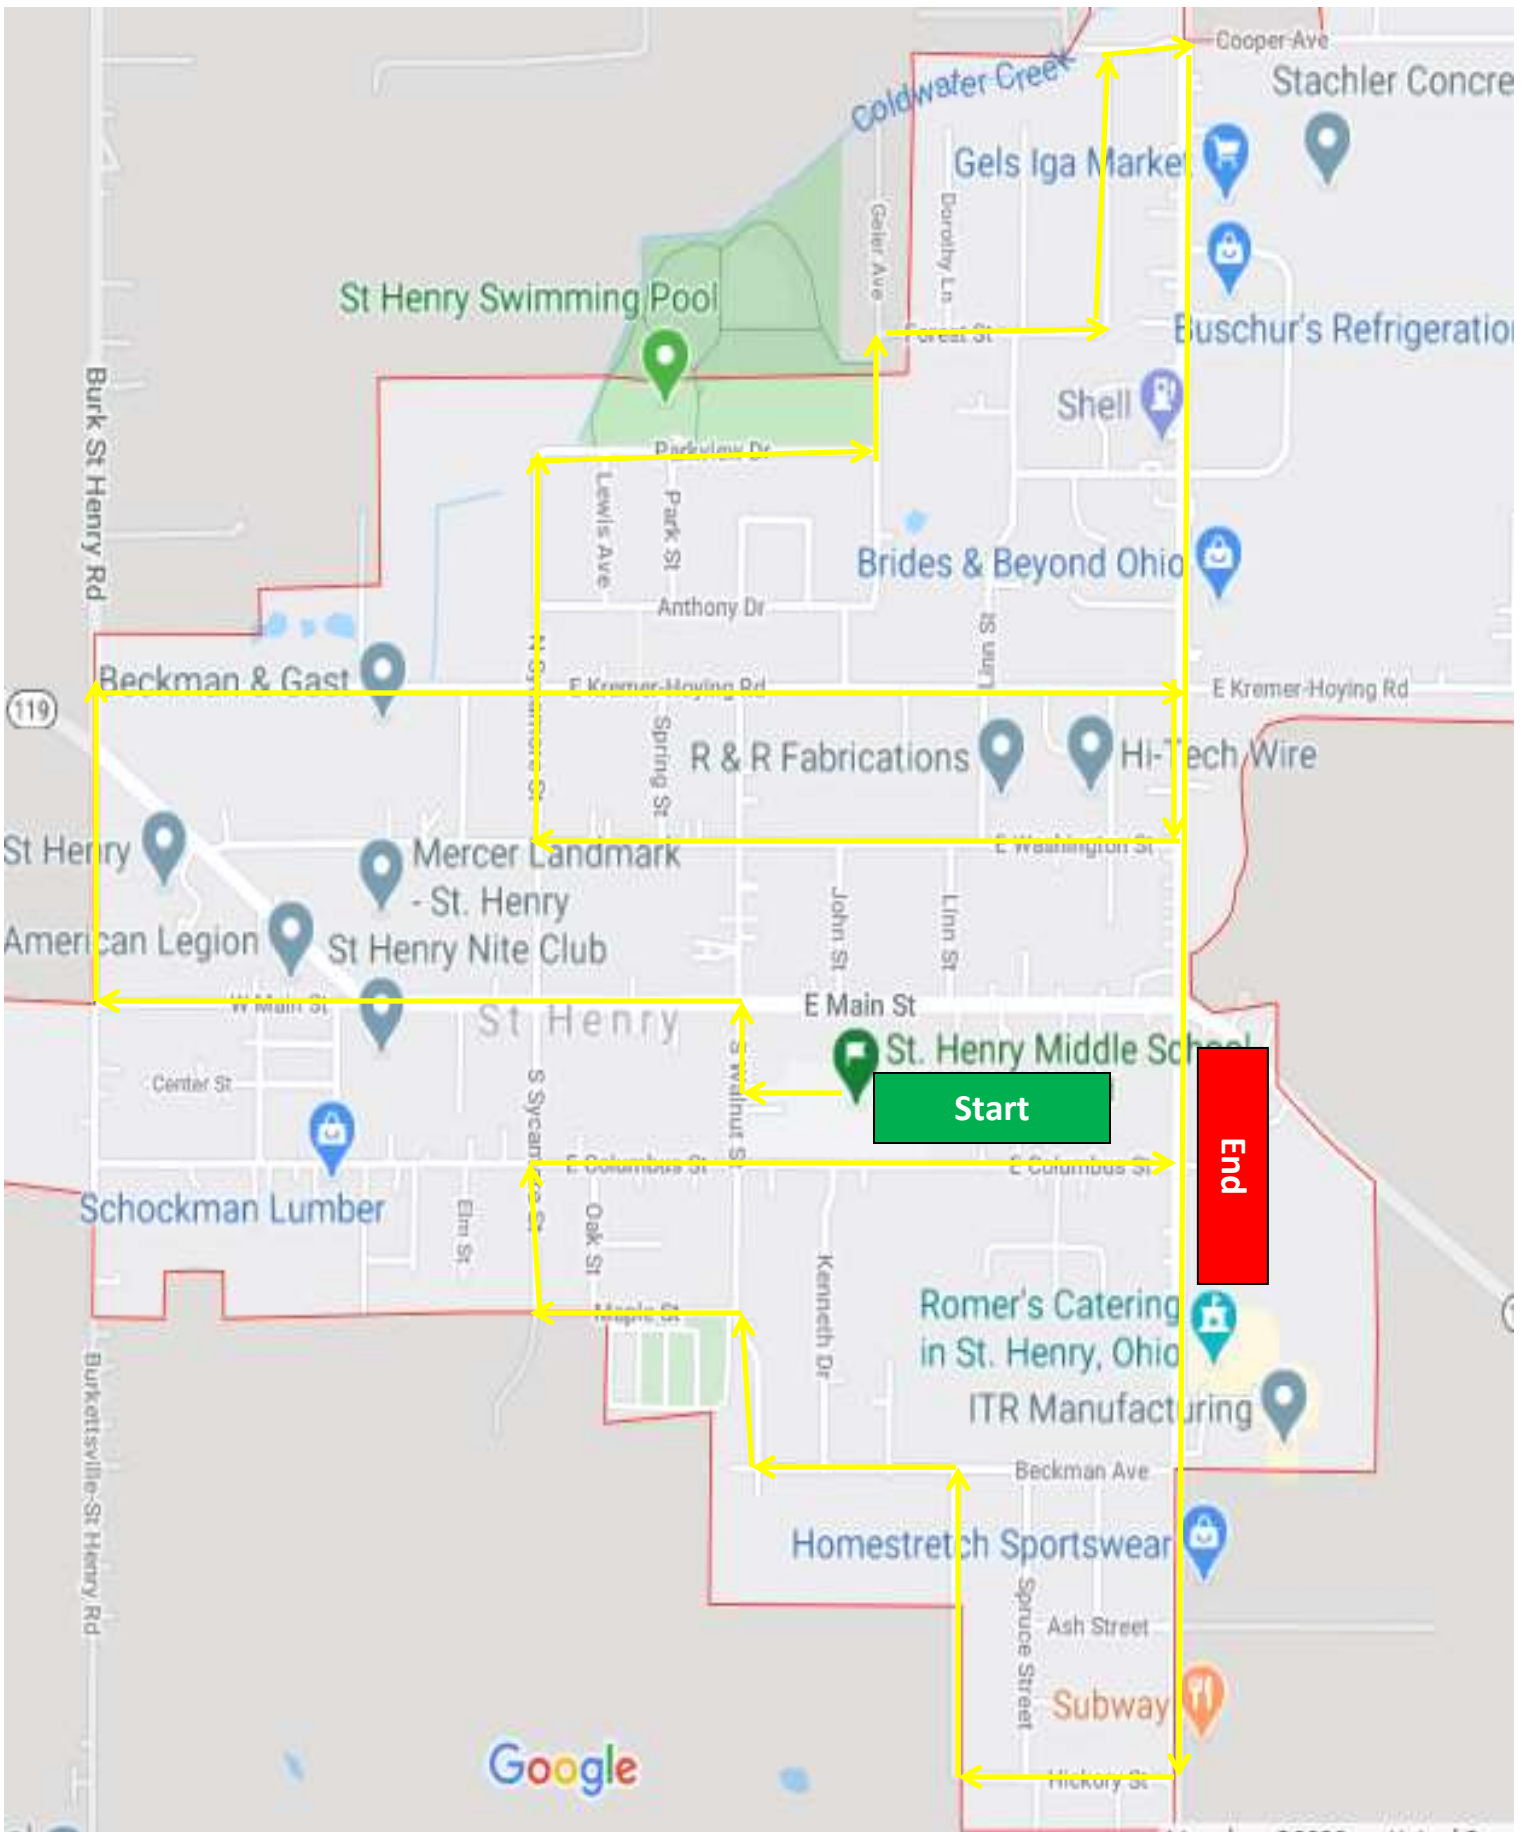 Cooper Ave
Stachler Concre
Coldwater Creek
Gels Iga Market
Geier Ave
Dorothy Ln
St Henry Swimming Pool
Forest St
Buschur's Refrigeration
Burk St Henry Rd
Shell
Parkview Dr
Lewis Ave
Park St
Brides & Beyond Ohio
Anthony Dr
Linn St
N Sycamore St
Beckman & Gast
E Kremer-Hoying Rd
E Kremer-Hoying Rd
119
Spring St
R & R Fabrications
Hi-Tech Wire
St Henry
Mercer Landmark
- St. Henry
E Washington St
John St
Linn St
American Legion
St Henry Nite Club
W Main St
St Henry
E Main St
St. Henry Middle School
Center St
S Sycamore St
S Walnut St
Start
End
E Columbus St
E Columbus St
Schockman Lumber
Elm St
Oak St
Kenneth Dr
Maple St
Romer's Catering
in St. Henry, Ohio
Burkettsville-St Henry Rd
ITR Manufacturing
Beckman Ave
Homestretch Sportswear
Spruce Street
Ash Street
Subway
Google
Hickory St